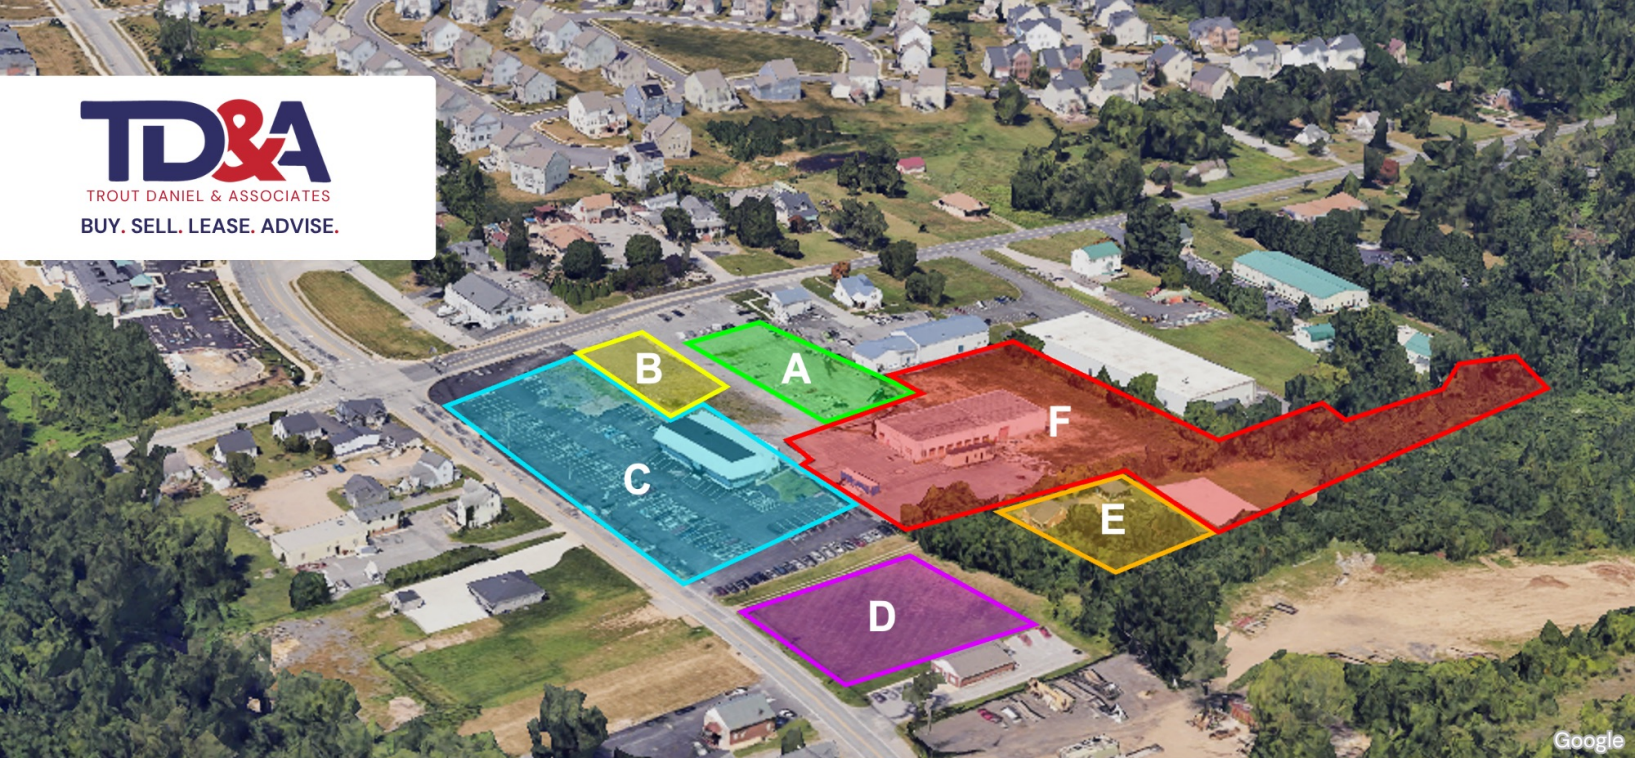 TD&A
TROUT DANIEL & ASSOCIATES
BUY. SELL. LEASE. ADVISE.
B
A
F
C
E
D
Google